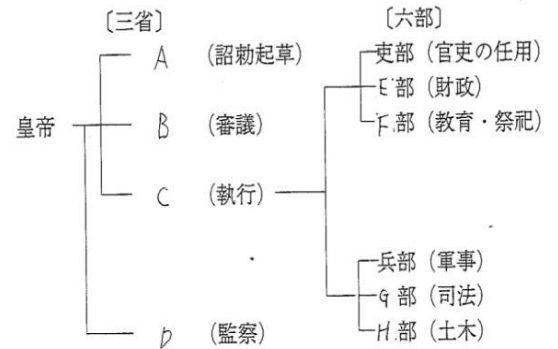 〔三省〕 〔六部〕
A (詔勅起草) 吏部 (官吏の任用)
E部 (財政)
皇帝 B (審議) F.部 (教育・祭祀)
C (執行)
兵部 (軍事)
G部 (司法)
D (監察) H.部 (土木)